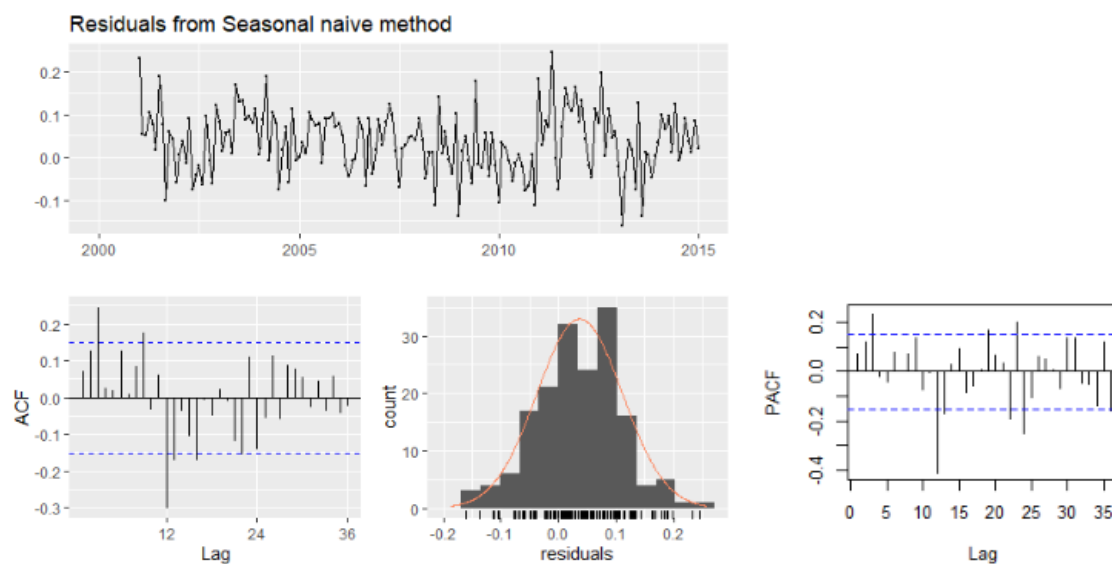 Residuals from Seasonal naive method
0.2
0.1
0.0
-0.1
2000 2005 2010 2015
ACF
0.2
0.1
0.0
-0.1
-0.2
-0.3
12 24 36
Lag
count
30
20
10
0
-0.2 -0.1 0.0 0.1 0.2
residuals
PACF
0.2
0.0
-0.2
-0.4
0 5 10 15 20 25 30 35
Lag